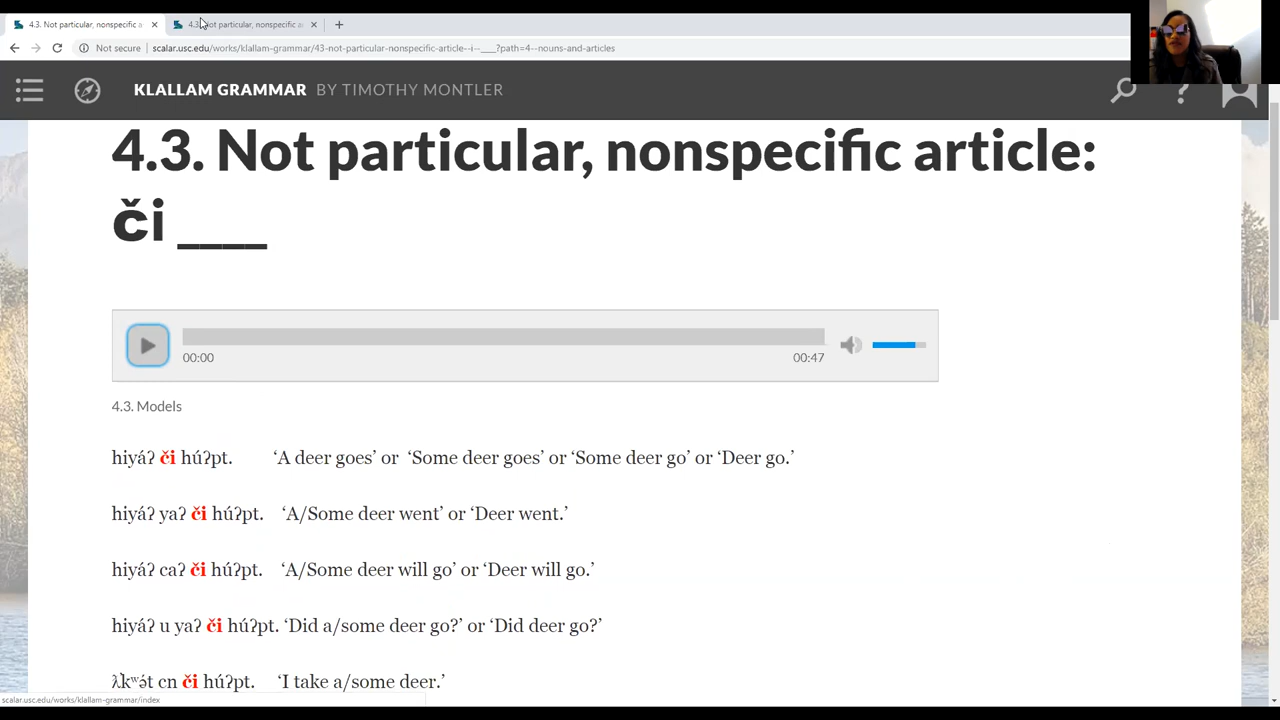 4.3. Not particular, nonspecific a
4.3. Not particular, nonspecific a
Not secure scalar.usc.edu/works/klallam-grammar/43-not-particular-nonspecific-article--i--___?path=4--nouns-and-articles
KLALLAM GRAMMAR BY TIMOTHY MONTLER
4.3. Not particular, nonspecific article:
či ____
00:00 00:47
4.3. Models
hiyáʔ či húʔpt. ‘A deer goes’ or ‘Some deer goes’ or ‘Some deer go’ or ‘Deer go.’
hiyáʔ yaʔ či húʔpt. ‘A/Some deer went’ or ‘Deer went.’
hiyáʔ caʔ či húʔpt. ‘A/Some deer will go’ or ‘Deer will go.’
hiyáʔ u yaʔ či húʔpt. ‘Did a/some deer go?’ or ‘Did deer go?’
ƛkʷə́t cn či húʔpt. ‘I take a/some deer.’
scalar.usc.edu/works/klallam-grammar/index